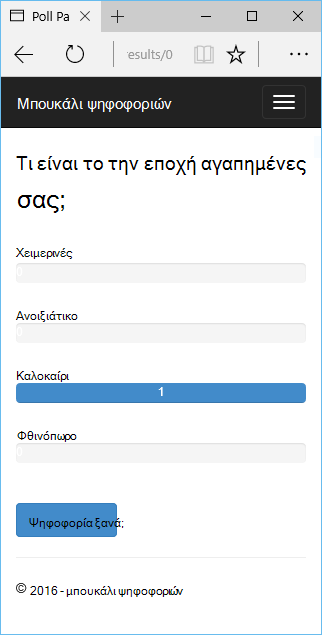 Poll Pa
results/0
Μπουκάλι ψηφοφοριών
Τι είναι το την εποχή αγαπημένες
σας;
Χειμερινές
0
Ανοιξιάτικο
0
Καλοκαίρι
1
Φθινόπωρο
0
Ψηφοφορία ξανά;
© 2016 - μπουκάλι ψηφοφοριών